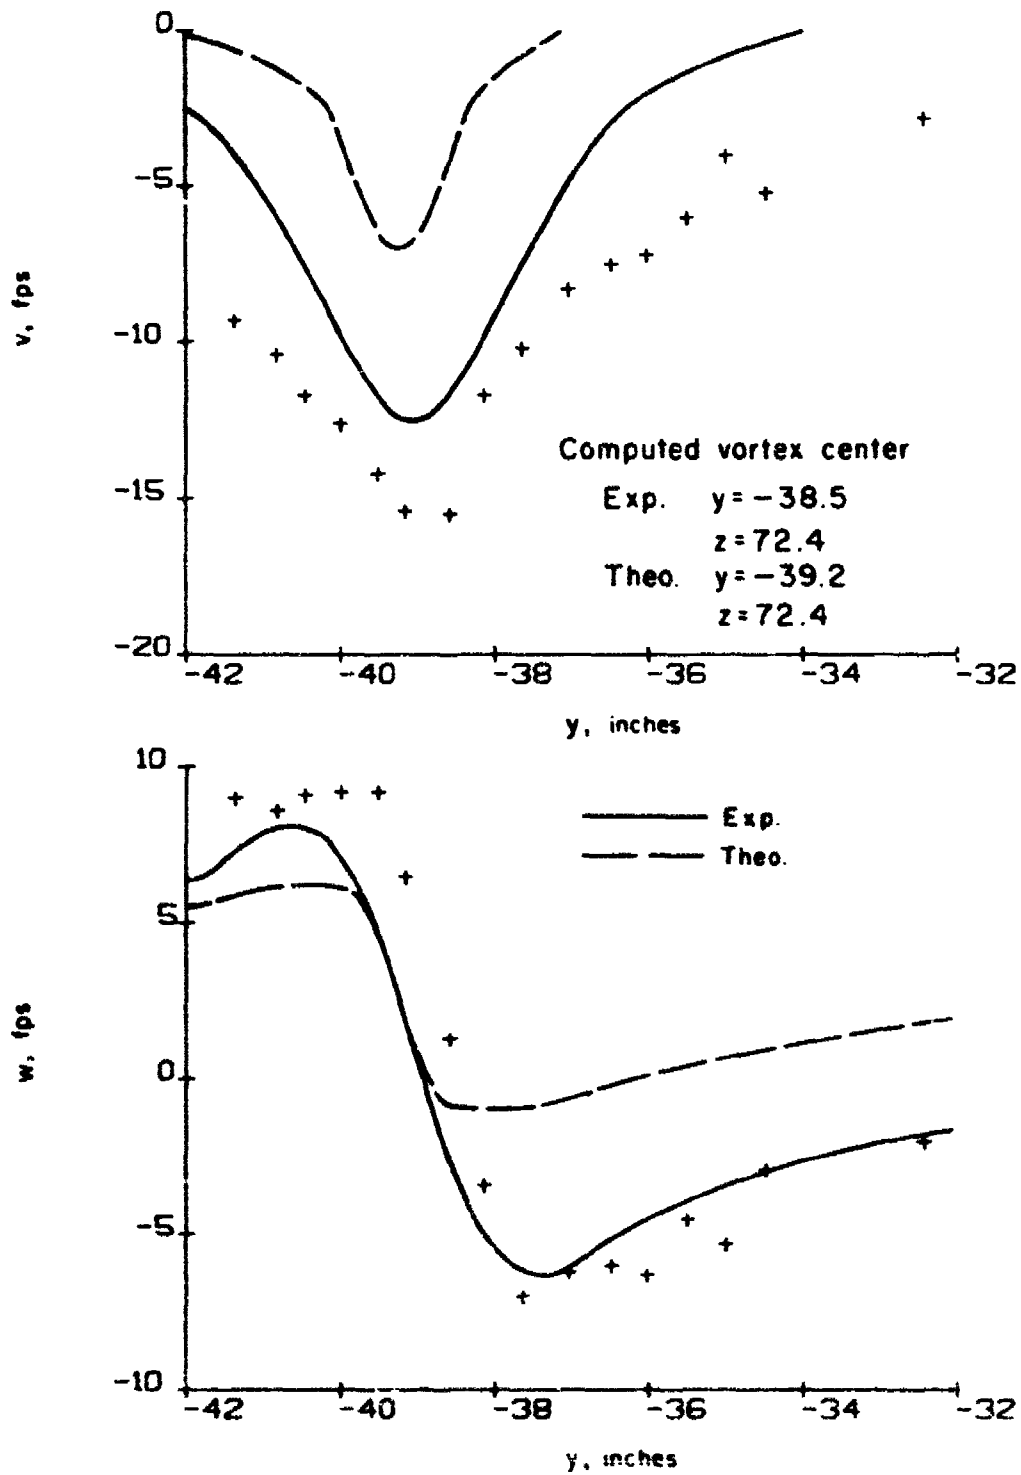 0
-5
-10
-15
-20
v, fps
Computed vortex center
Exp. y = -38.5
z = 72.4
Theo. y = -39.2
z = 72.4
-42 -40 -38 -36 -34 -32
y, inches
10
5
0
-5
-10
w, fps
Exp.
Theo.
-42 -40 -38 -36 -34 -32
y, inches